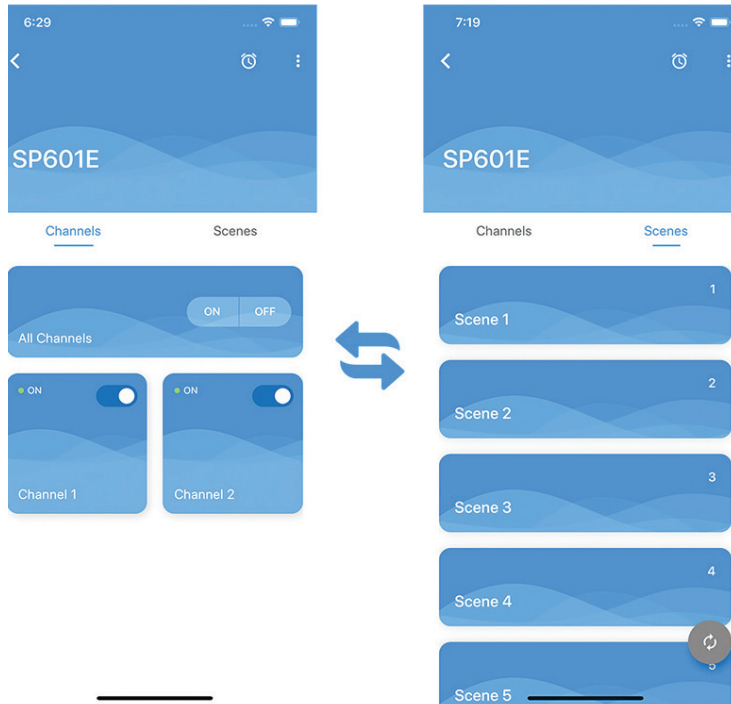 6:29
SP601E
Channels Scenes
ON OFF
All Channels
ON ON
Channel 1 Channel 2
7:19
SP601E
Channels Scenes
1
Scene 1
2
Scene 2
3
Scene 3
4
Scene 4
5
Scene 5